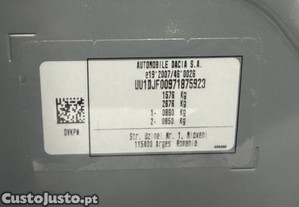 AUTOMOBILE DACIA S.A.
e19*2007/46*0026
UU1DJF00971875923
1576 Kg
2676 Kg
1- 0860 Kg
2- 0850 Kg
DVKPW
Str. Uzinei Nr. 1, Mioveni
115400 Arges Romania
CustoJusto.pt